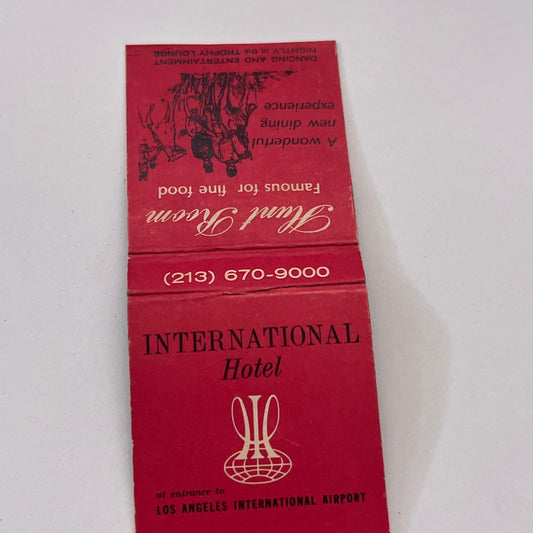 INTERNATIONAL
Hotel
at entrance to
LOS ANGELES INTERNATIONAL AIRPORT
(213) 670-9000
Hunt Room
Famous for fine food
A wonderful
new dining
experience
DANCING AND ENTERTAINMENT
NIGHTLY in the TROPHY LOUNGE